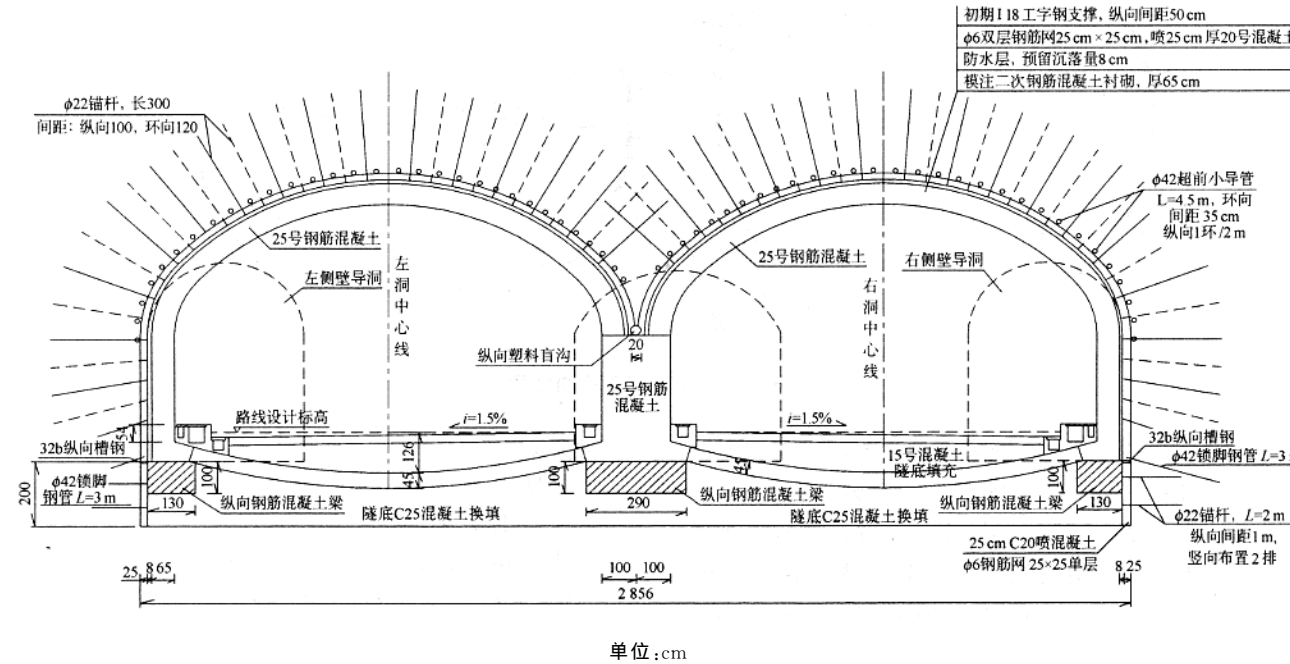 初期I18工字钢支撑, 纵向间距50cm
φ6双层钢筋网25cm×25cm, 喷25cm厚20号混凝土
防水层, 预留沉落量8cm
模注二次钢筋混凝土衬砌, 厚65cm
φ22锚杆, 长300
间距: 纵向100, 环向120
φ42超前小导管
L=4.5m, 环向
间距35cm
纵向1环/2m
25号钢筋混凝土
左侧壁导洞
左洞中心线
25号钢筋混凝土
右侧壁导洞
右洞中心线
纵向塑料盲沟
20
25号钢筋
混凝土
路线设计标高
i=1.5%
i=1.5%
54
126
45
32b纵向槽钢
φ42锁脚
钢管L=3m
200
100
130
纵向钢筋混凝土梁
隧底C25混凝土换填
100
290
纵向钢筋混凝土梁
45
15号混凝土
隧底填充
隧底C25混凝土换填
纵向钢筋混凝土梁
100
130
32b纵向槽钢
φ42锁脚钢管L=3
φ22锚杆, L=2m
纵向间距1m,
竖向布置2排
25cm C20喷混凝土
φ6钢筋网 25×25单层
25
8
65
100
100
8
25
2856
单位:cm